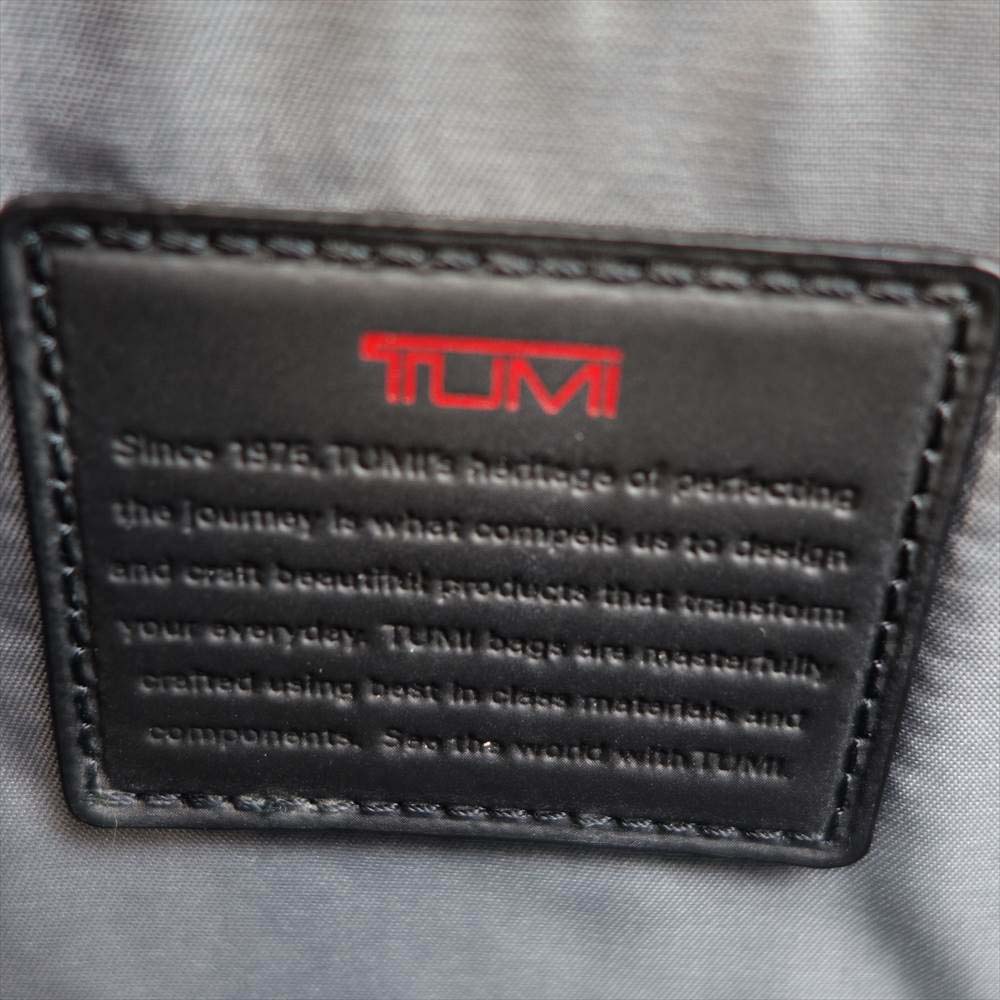 TUMI
Since 1975, TUMI's heritage of perfecting
the journey is what compels us to design
and craft beautiful products that transform
your everyday. TUMI bags are masterfully
crafted using best in class materials and
components. See the world with TUMI.